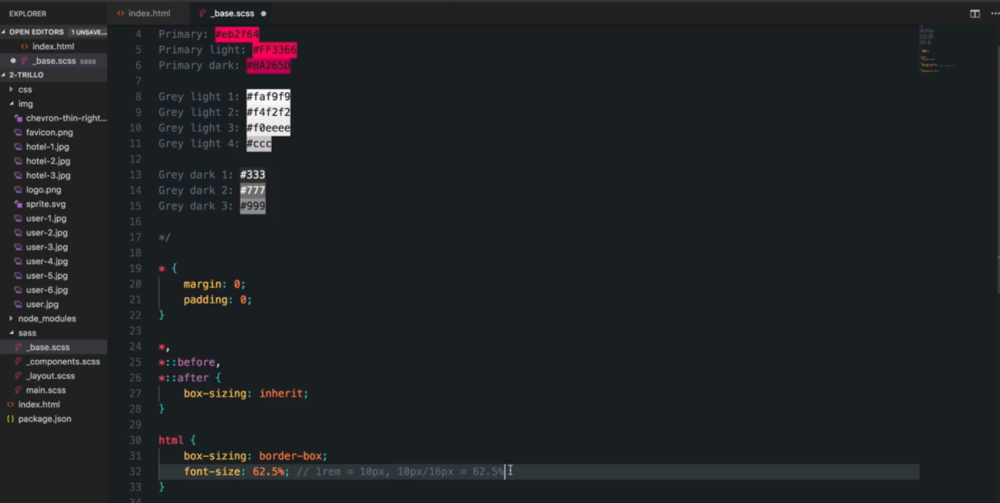 EXPLORER
index.html
_base.scss
OPEN EDITORS 1 UNSAVE...
index.html
_base.scss sass
2-TRILLO
css
img
chevron-thin-right...
favicon.png
hotel-1.jpg
hotel-2.jpg
hotel-3.jpg
logo.png
sprite.svg
user-1.jpg
user-2.jpg
user-3.jpg
user-4.jpg
user-5.jpg
user-6.jpg
user.jpg
node_modules
sass
_base.scss
_components.scss
_layout.scss
main.scss
index.html
{} package.json
4 Primary: #eb2f64
5 Primary light: #FF3366
6 Primary dark: #BA265D
7
8 Grey light 1: #faf9f9
9 Grey light 2: #f4f2f2
10 Grey light 3: #f0eeee
11 Grey light 4: #ccc
12
13 Grey dark 1: #333
14 Grey dark 2: #777
15 Grey dark 3: #999
16
17 */
18
19 * {
20 margin: 0;
21 padding: 0;
22 }
23
24 *,
25 *::before,
26 *::after {
27 box-sizing: inherit;
28 }
29
30 html {
31 box-sizing: border-box;
32 font-size: 62.5%; // 1rem = 10px, 10px/16px = 62.5%
33 }
34